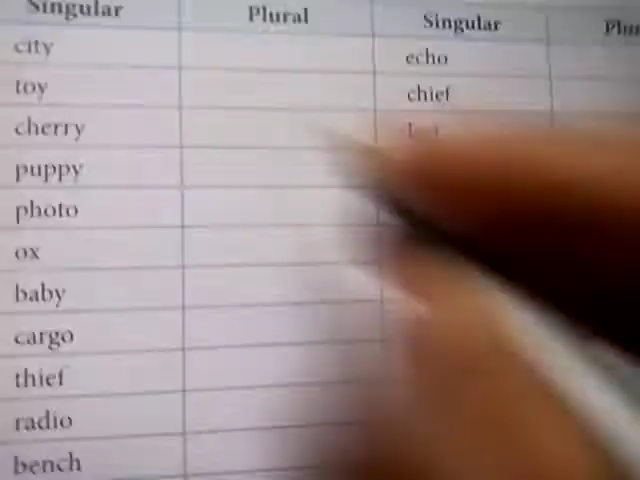 Singular Plural Singular
city echo
toy chief
cherry
puppy
photo
ox
baby
cargo
thief
radio
bench